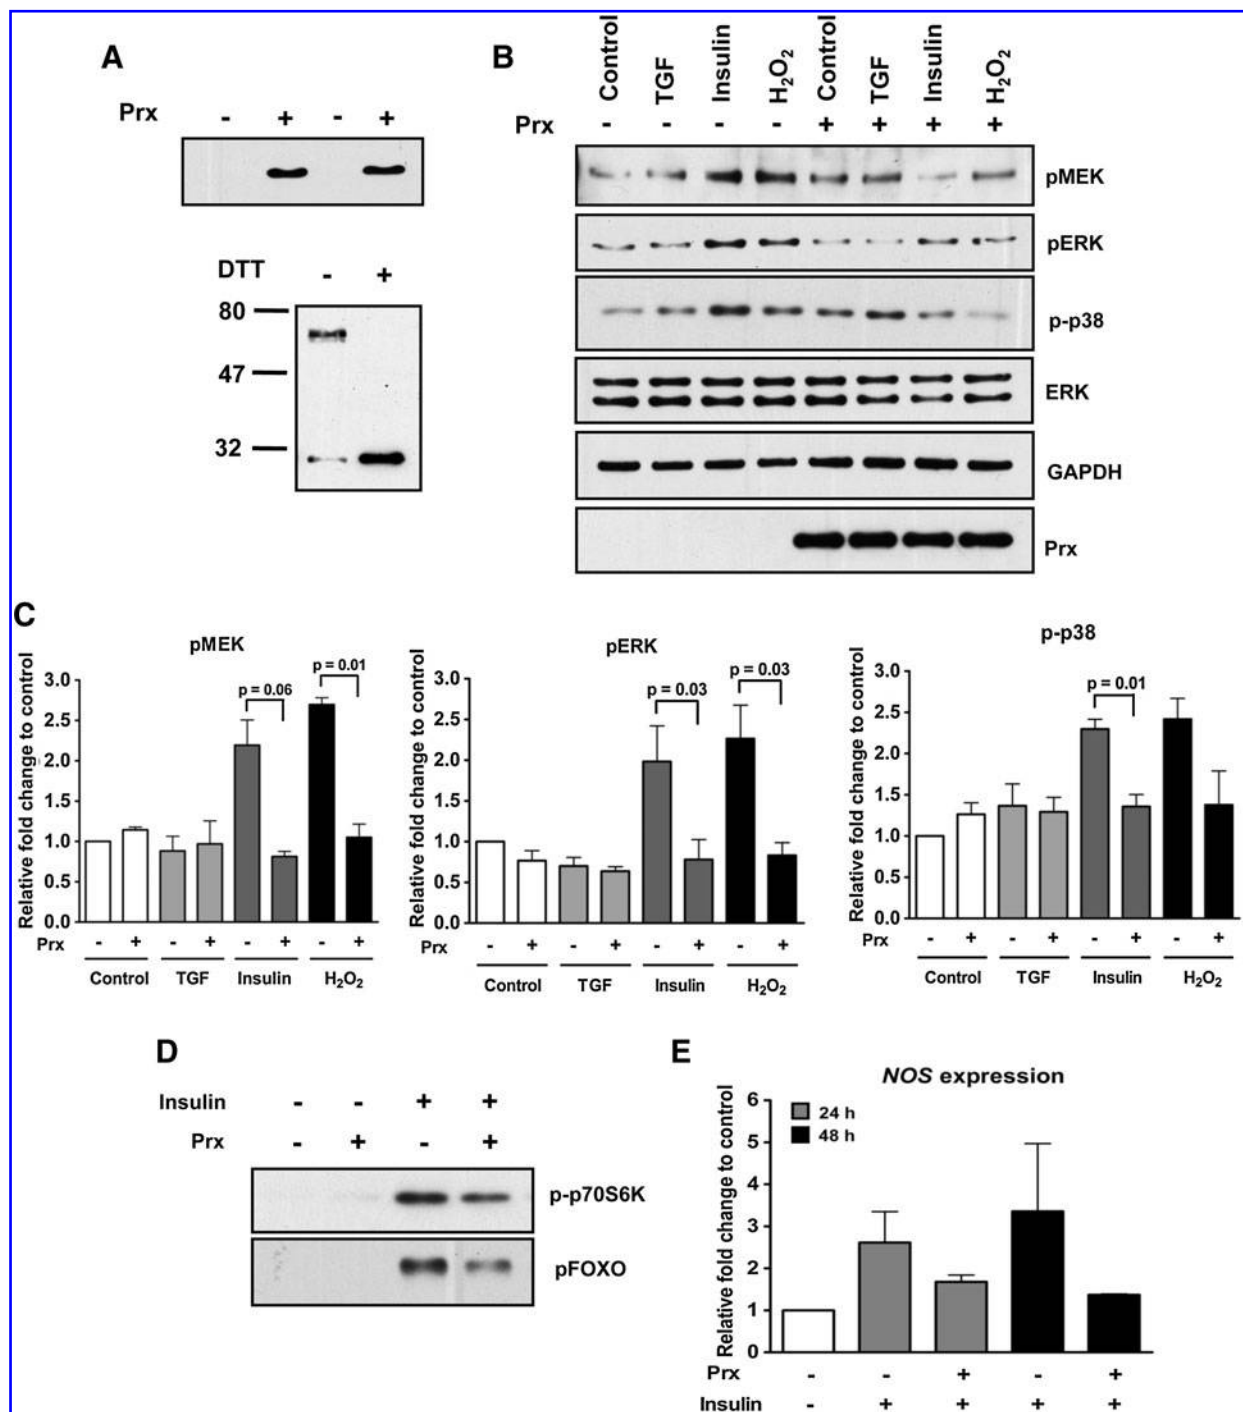 A
Prx - + - +
DTT - +
80
47
32
B
Control TGF Insulin H₂O₂ Control TGF Insulin H₂O₂
Prx - - - - + + + +
pMEK
pERK
p-p38
ERK
GAPDH
Prx
C
pMEK
Relative fold change to control
3.0
2.5
2.0
1.5
1.0
0.5
0.0
p = 0.06
p = 0.01
Prx - + - + - + - +
Control TGF Insulin H₂O₂
pERK
Relative fold change to control
3.0
2.5
2.0
1.5
1.0
0.5
0.0
p = 0.03
p = 0.03
Prx - + - + - + - +
Control TGF Insulin H₂O₂
p-p38
Relative fold change to control
3.0
2.5
2.0
1.5
1.0
0.5
0.0
p = 0.01
Prx - + - + - + - +
Control TGF Insulin H₂O₂
D
Insulin - - + +
Prx - + - +
p-p70S6K
pFOXO
E
NOS expression
Relative fold change to control
6
5
4
3
2
1
0
24 h
48 h
Prx - - + - +
Insulin - + + + +